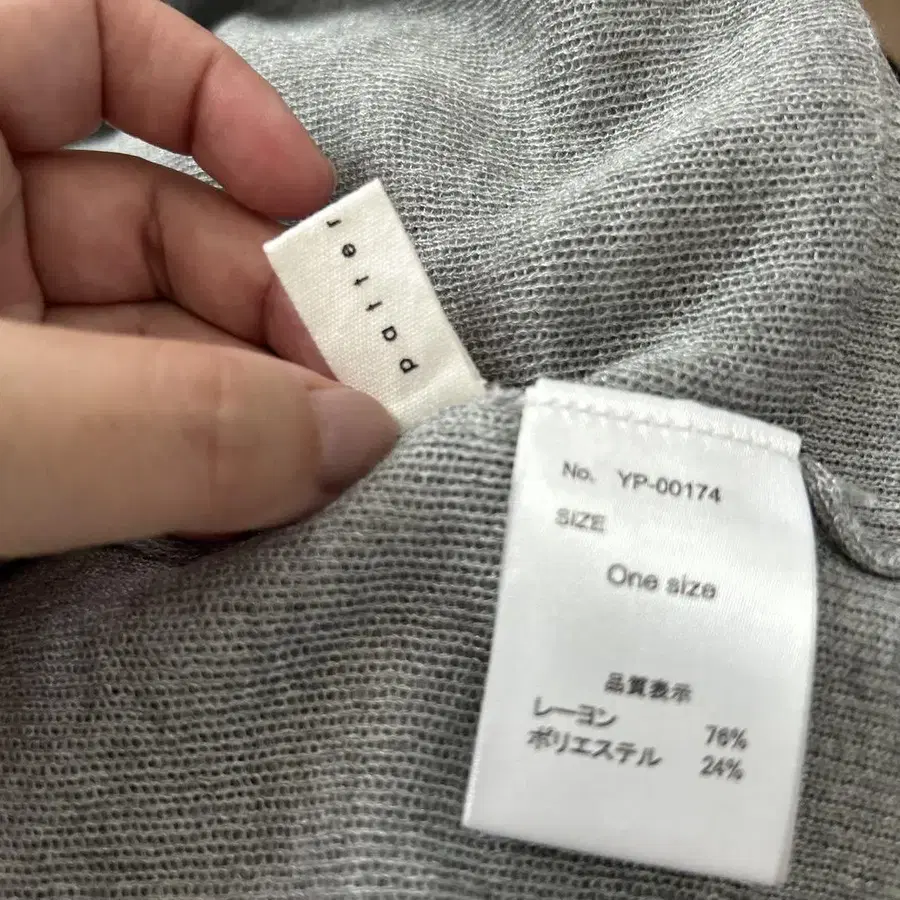 patter
No. YP-00174
SIZE
One size
品質表示
レーヨン 76%
ポリエステル 24%